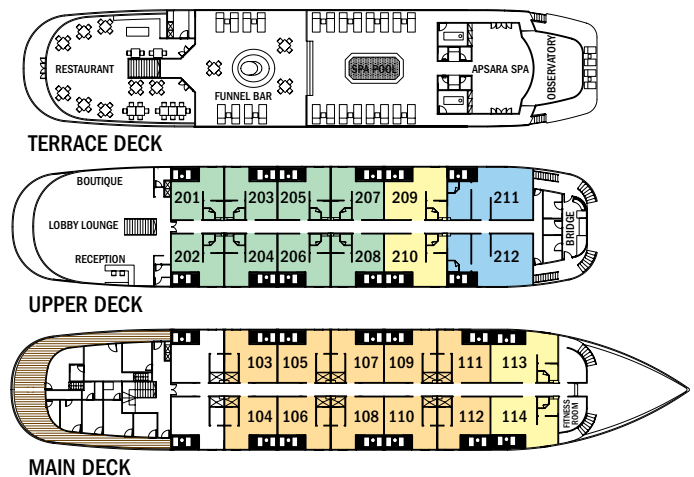 RESTAURANT
FUNNEL BAR
SPA POOL
APSARA SPA
OBSERVATORY
TERRACE DECK
BOUTIQUE
LOBBY LOUNGE
RECEPTION
201 203 205 207 209 211
202 204 206 208 210 212
BRIDGE
UPPER DECK
103 105 107 109 111 113
104 106 108 110 112 114
FITNESS
ROOM
MAIN DECK